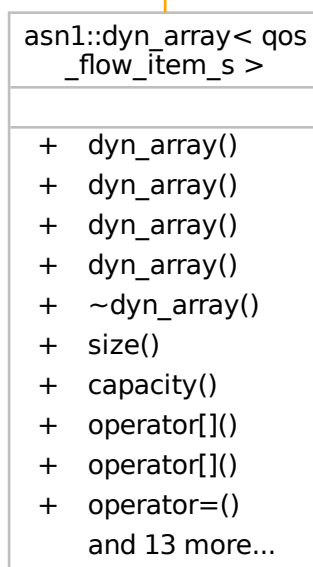 asn1::dyn_array< qos
_flow_item_s >
+ dyn_array()
+ dyn_array()
+ dyn_array()
+ dyn_array()
+ ~dyn_array()
+ size()
+ capacity()
+ operator[]()
+ operator[]()
+ operator=()
and 13 more...